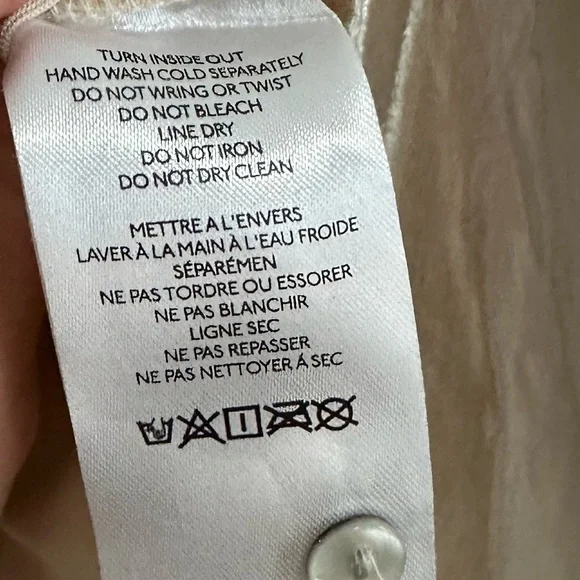 TURN INSIDE OUT
HAND WASH COLD SEPARATELY
DO NOT WRING OR TWIST
DO NOT BLEACH
LINE DRY
DO NOT IRON
DO NOT DRY CLEAN
METTRE A L'ENVERS
LAVER À LA MAIN À L'EAU FROIDE
SÉPARÉMEN
NE PAS TORDRE OU ESSORER
NE PAS BLANCHIR
LIGNE SEC
NE PAS REPASSER
NE PAS NETTOYER Á SEC